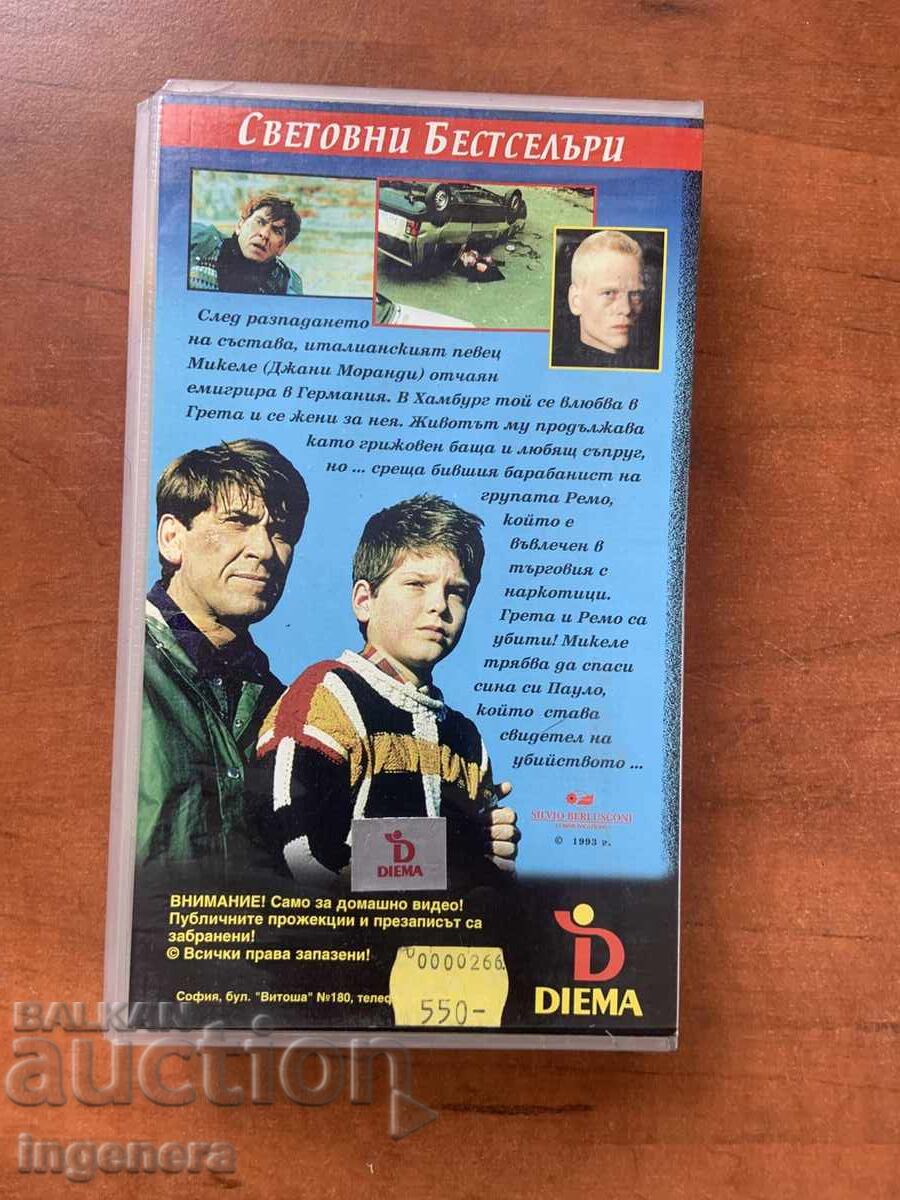 СВЕТОВНИ БЕСТСЕЛЪРИ
След разпадането
на състава, италианският певец
Микеле (Джани Моранди) отчаян
емигрира в Германия. В Хамбург той се влюбва в
Грета и се жени за нея. Животът му продължава
като грижовен баща и любящ съпруг,
но ... среща бившия барабанист на
групата Ремо,
който е
въвлечен в
търговия с
наркотици.
Грета и Ремо са
убити! Микеле
трябва да спаси
сина си Пауло,
който става
свидетел на
убийството ...
SILVIO BERLUSCONI
COMMUNICATIONS
© 1993 г.
DIEMA
ВНИМАНИЕ! Само за домашно видео!
Публичните прожекции и презаписът са
забранени!
© Всички права запазени!
0000266
550-
София, бул. "Витоша" №180, телеф
DIEMA
BALKAN
auction
ingenera